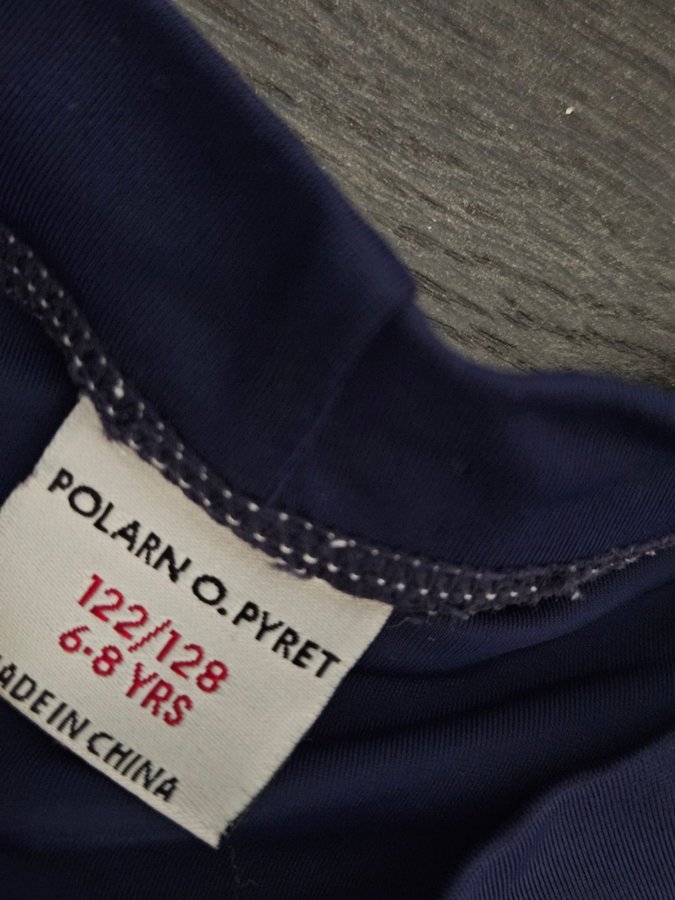 POLARN O. PYRET
122/128
6-8 YRS
MADE IN CHINA